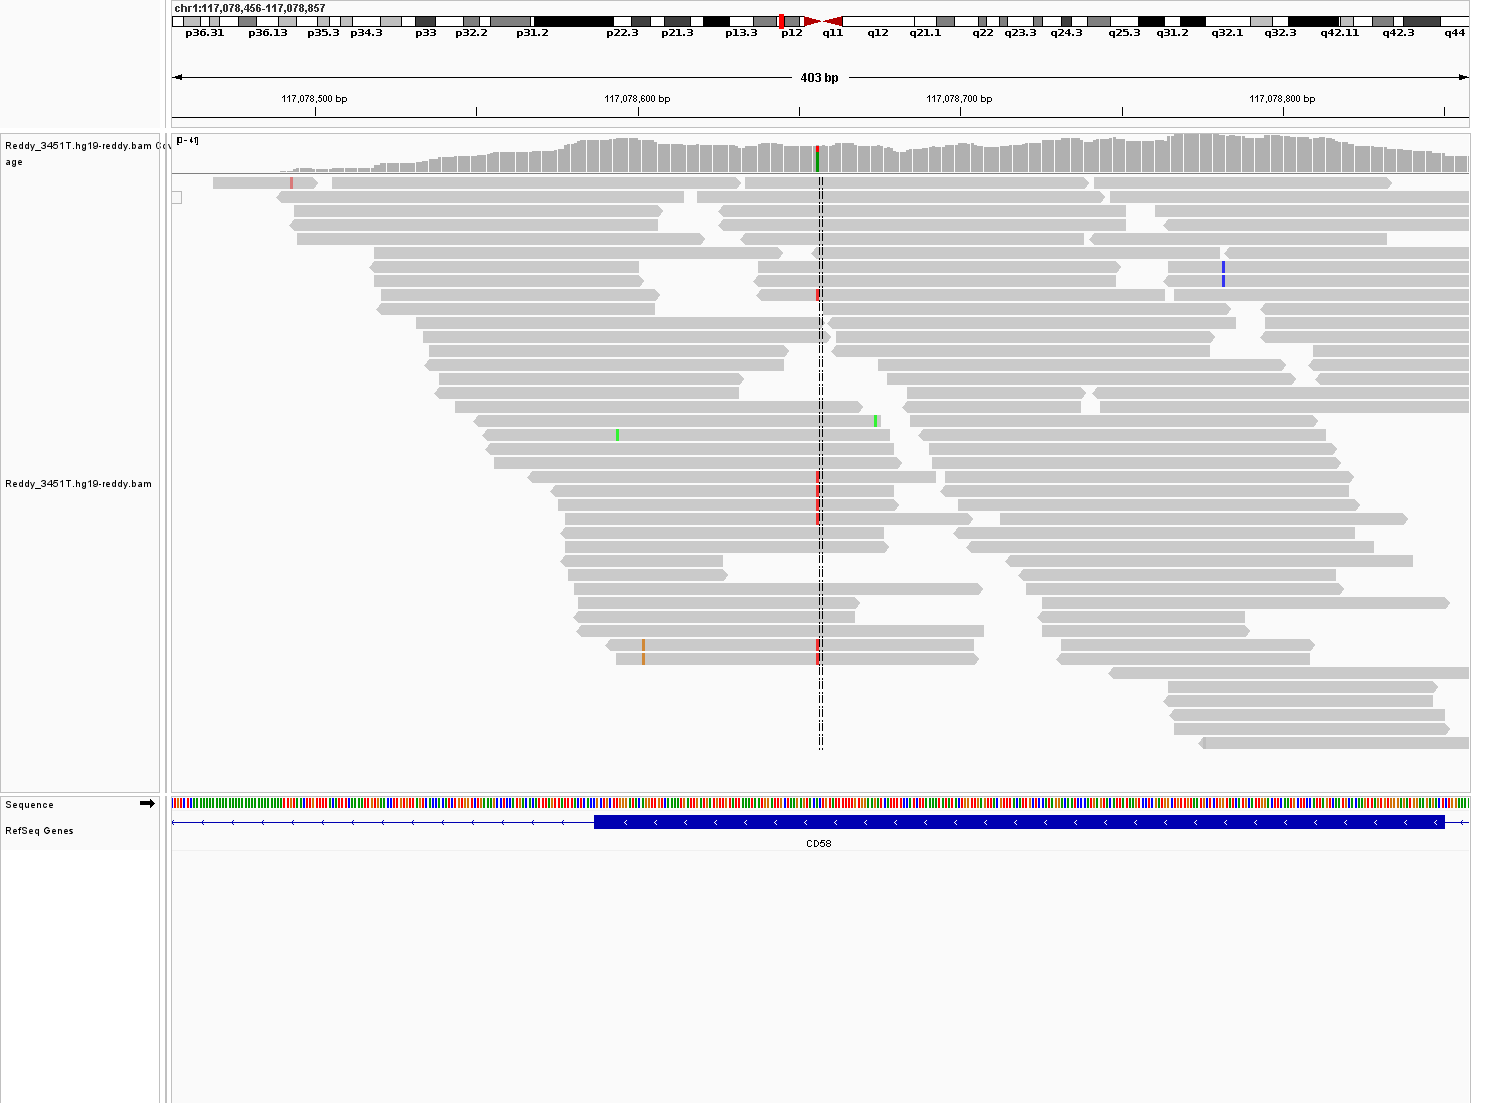 chr1:117,078,456-117,078,857
p36.31 p36.13 p35.3 p34.3 p33 p32.2 p31.2 p22.3 p21.3 p13.3 p12 q11 q12 q21.1 q22 q23.3 q24.3 q25.3 q31.2 q32.1 q32.3 q42.11 q42.3 q44
403 bp
117,078,500 bp 117,078,600 bp 117,078,700 bp 117,078,800 bp
[0 - 41]
Reddy_3451T.hg19-reddy.bam Cov
age
Reddy_3451T.hg19-reddy.bam
Sequence
RefSeq Genes
CD58